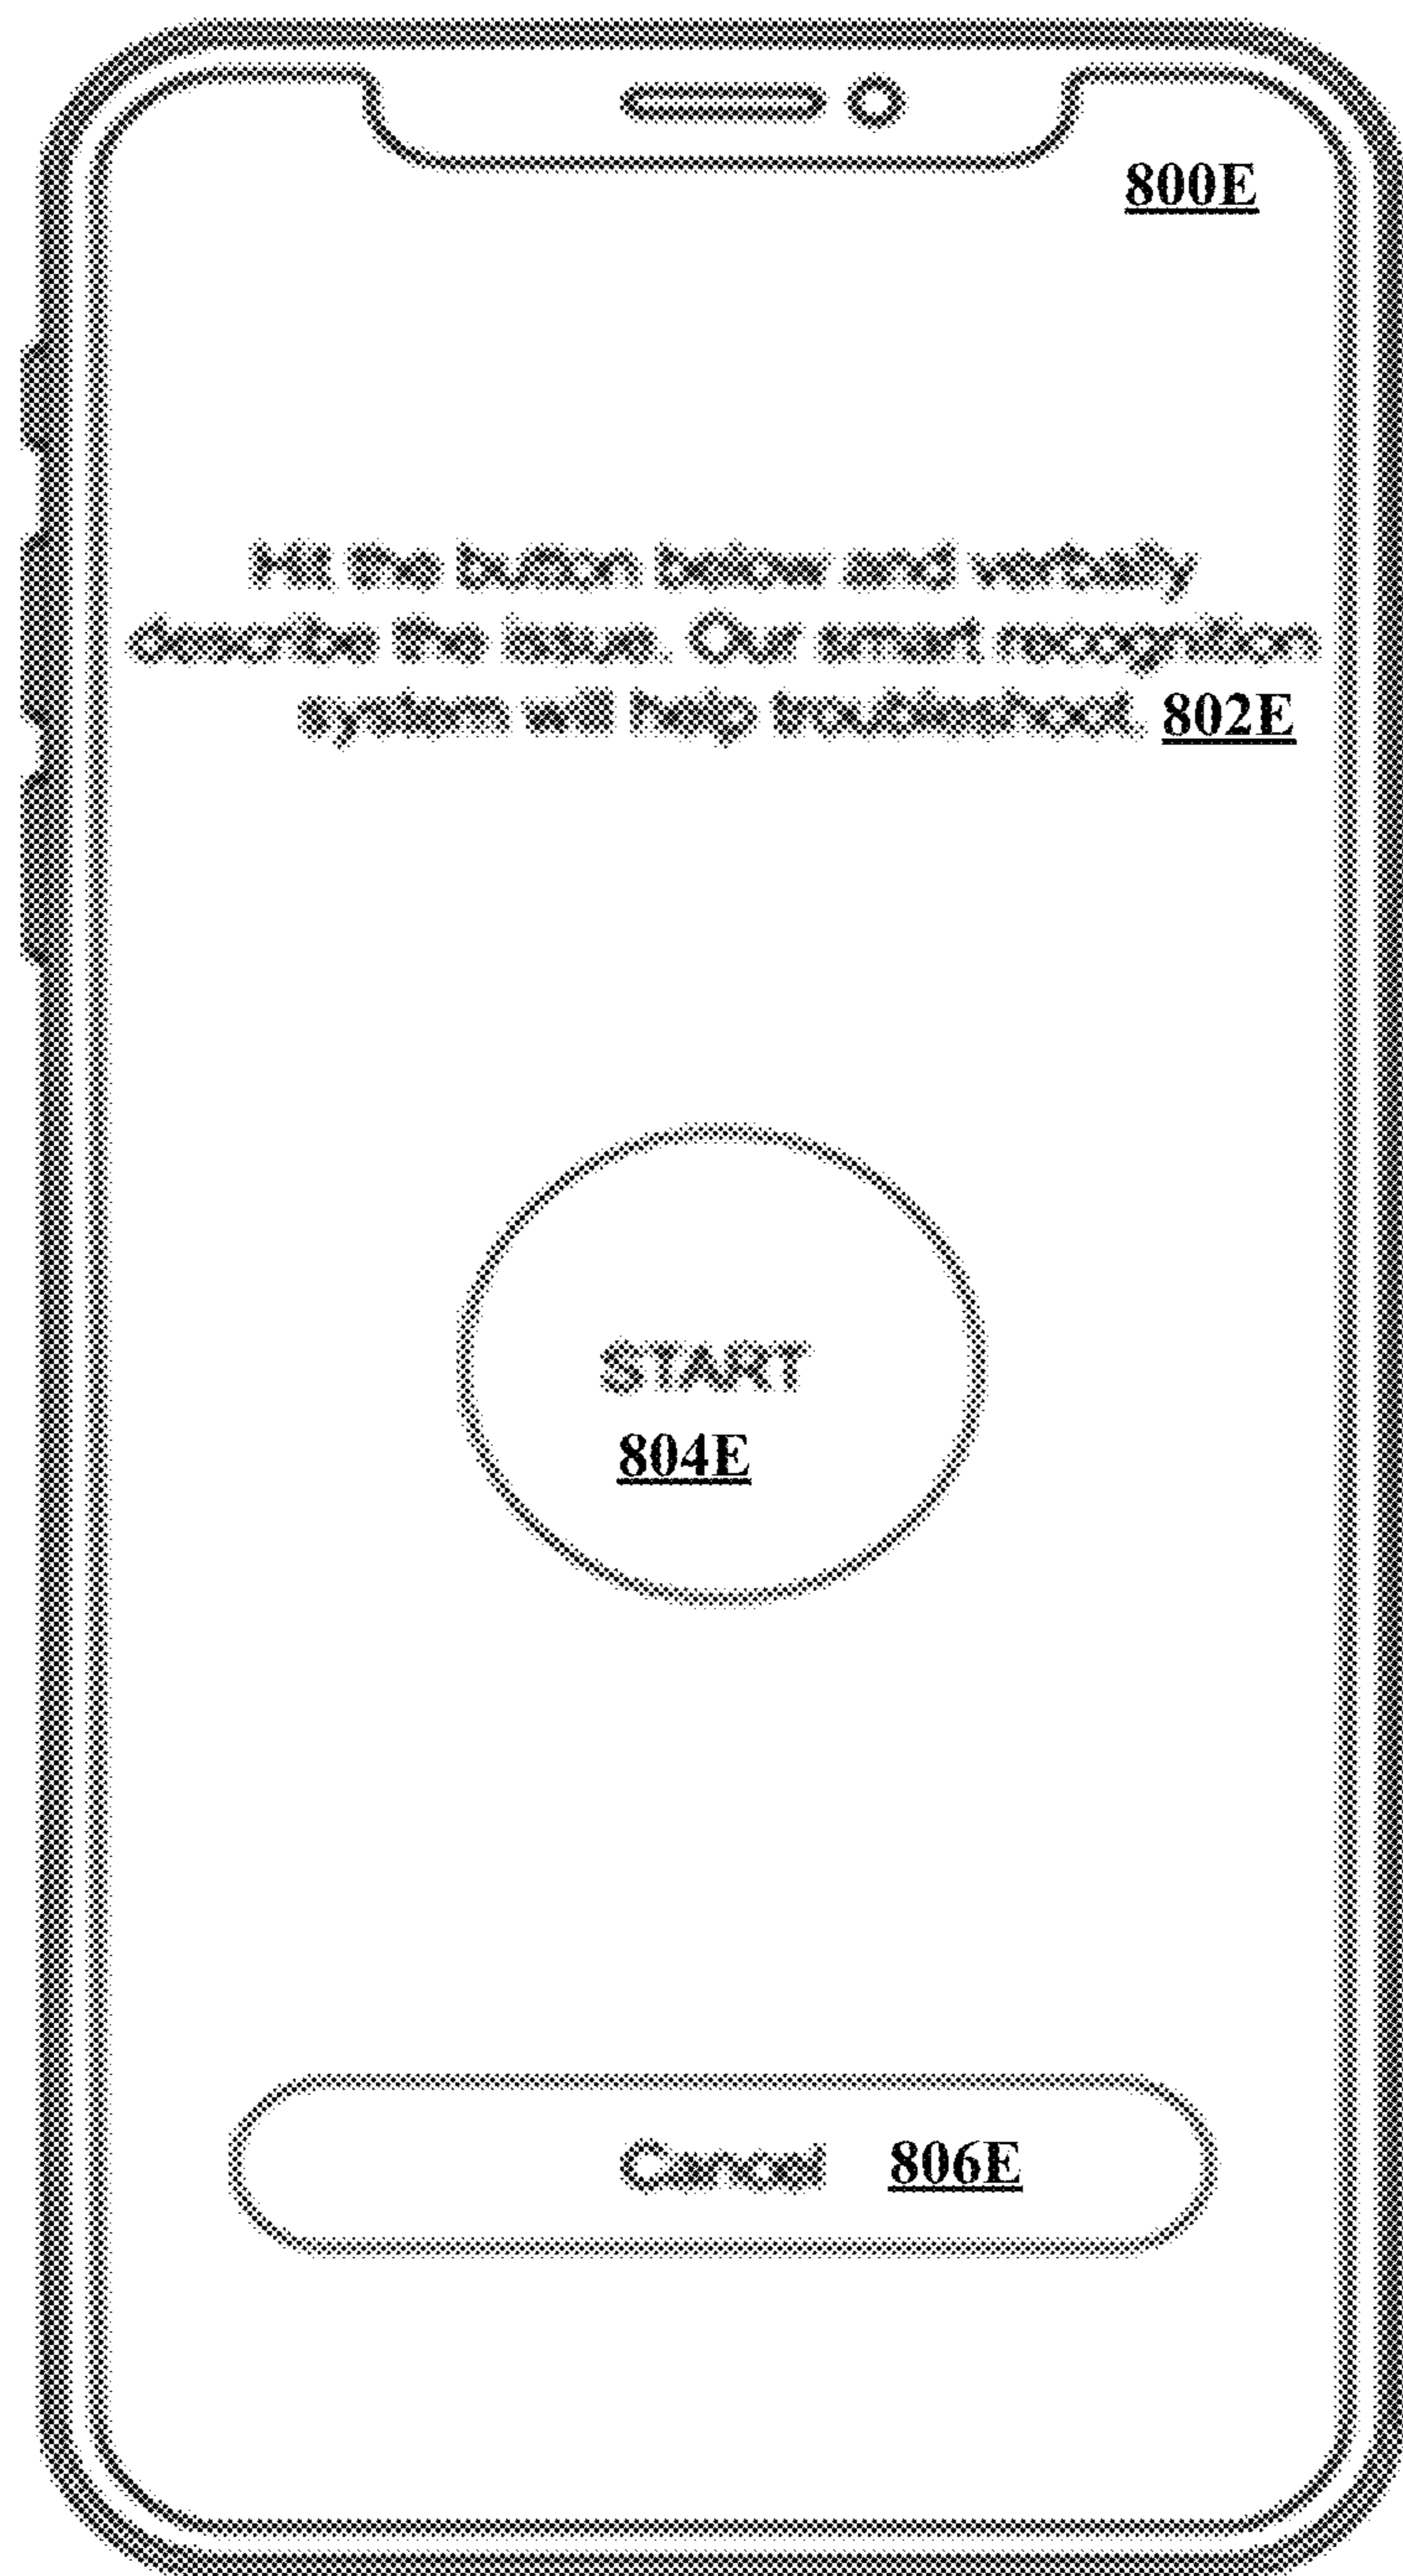 800E
Hit the button below and verbally
describe the issue. Our smart recognition
system will help troubleshoot. 802E
START
804E
Cancel 806E